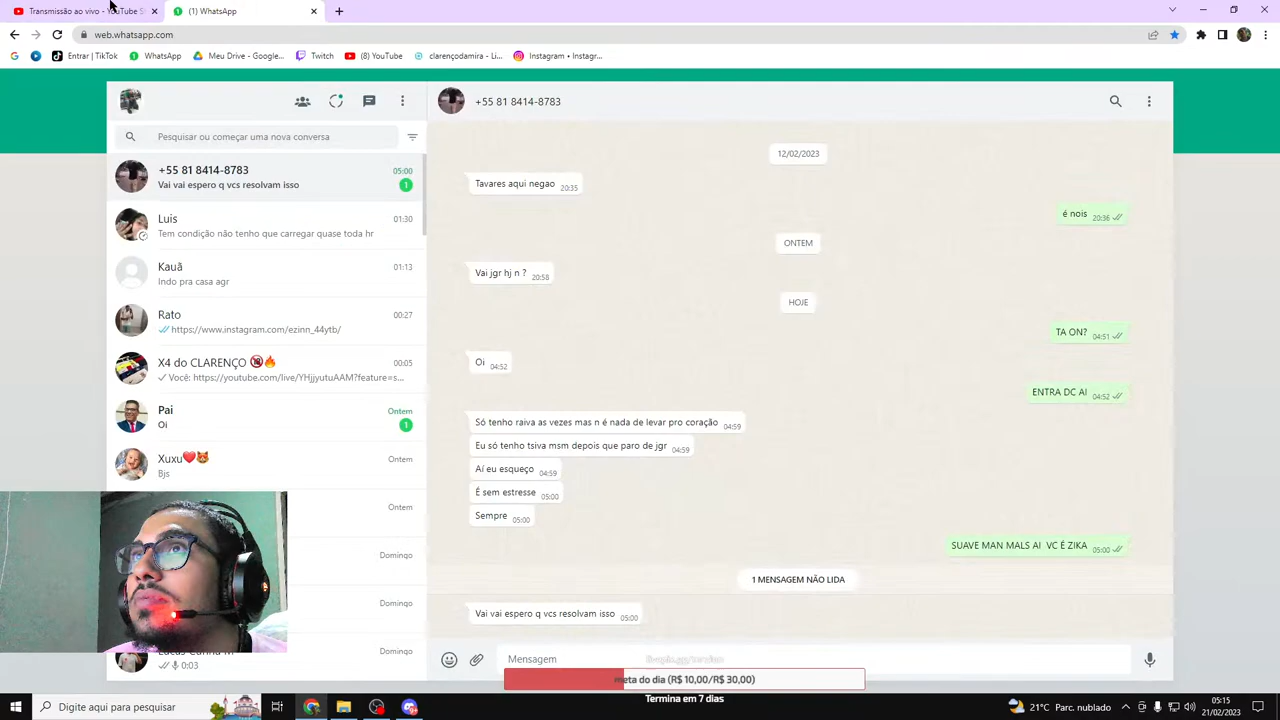 Transmissão ao vivo - YouTube S
(1) WhatsApp
web.whatsapp.com
Entrar | TikTok
WhatsApp
Meu Drive - Google...
Twitch
(8) YouTube
clarençodamira - Li...
Instagram • Instagr...
+55 81 8414-8783
Pesquisar ou começar uma nova conversa
+55 81 8414-8783
05:00
Vai vai espero q vcs resolvam isso
1
Luis
01:30
Tem condição não tenho que carregar quase toda hr
Kauã
01:13
Indo pra casa agr
Rato
00:27
https://www.instagram.com/ezinn_44ytb/
X4 do CLARENÇO 🔞🔥
00:05
Você: https://youtube.com/live/YHjjyutuAAM?feature=s...
Pai
Ontem
Oi
1
Xuxu❤️😻
Ontem
Bjs
Ontem
Domingo
Domingo
Domingo
0:03
12/02/2023
Tavares aqui negao 20:35
é nois 20:36
ONTEM
Vai jgr hj n ? 20:58
HOJE
TA ON? 04:51
Oi 04:52
ENTRA DC AI 04:52
Só tenho raiva as vezes mas n é nada de levar pro coração 04:59
Eu só tenho tsiva msm depois que paro de jgr 04:59
Aí eu esqueço 04:59
É sem estresse 05:00
Sempre 05:00
SUAVE MAN MALS AI VC É ZIKA 05:00
1 MENSAGEM NÃO LIDA
Vai vai espero q vcs resolvam isso 05:00
Mensagem
meta do dia (R$ 10,00/R$ 30,00)
Termina em 7 dias
Digite aqui para pesquisar
21°C Parc. nublado
05:15
21/02/2023